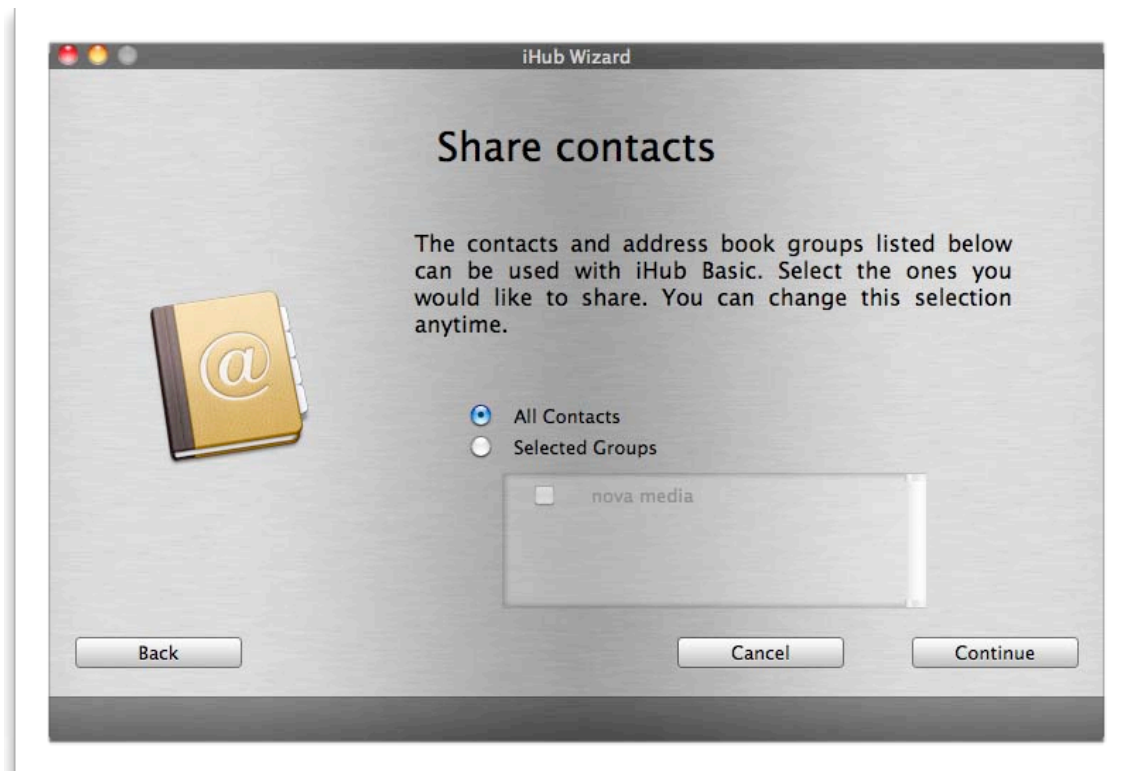 iHub Wizard
Share contacts
The contacts and address book groups listed below
can be used with iHub Basic. Select the ones you
would like to share. You can change this selection
anytime.
@
All Contacts
Selected Groups
nova media
Back
Cancel
Continue